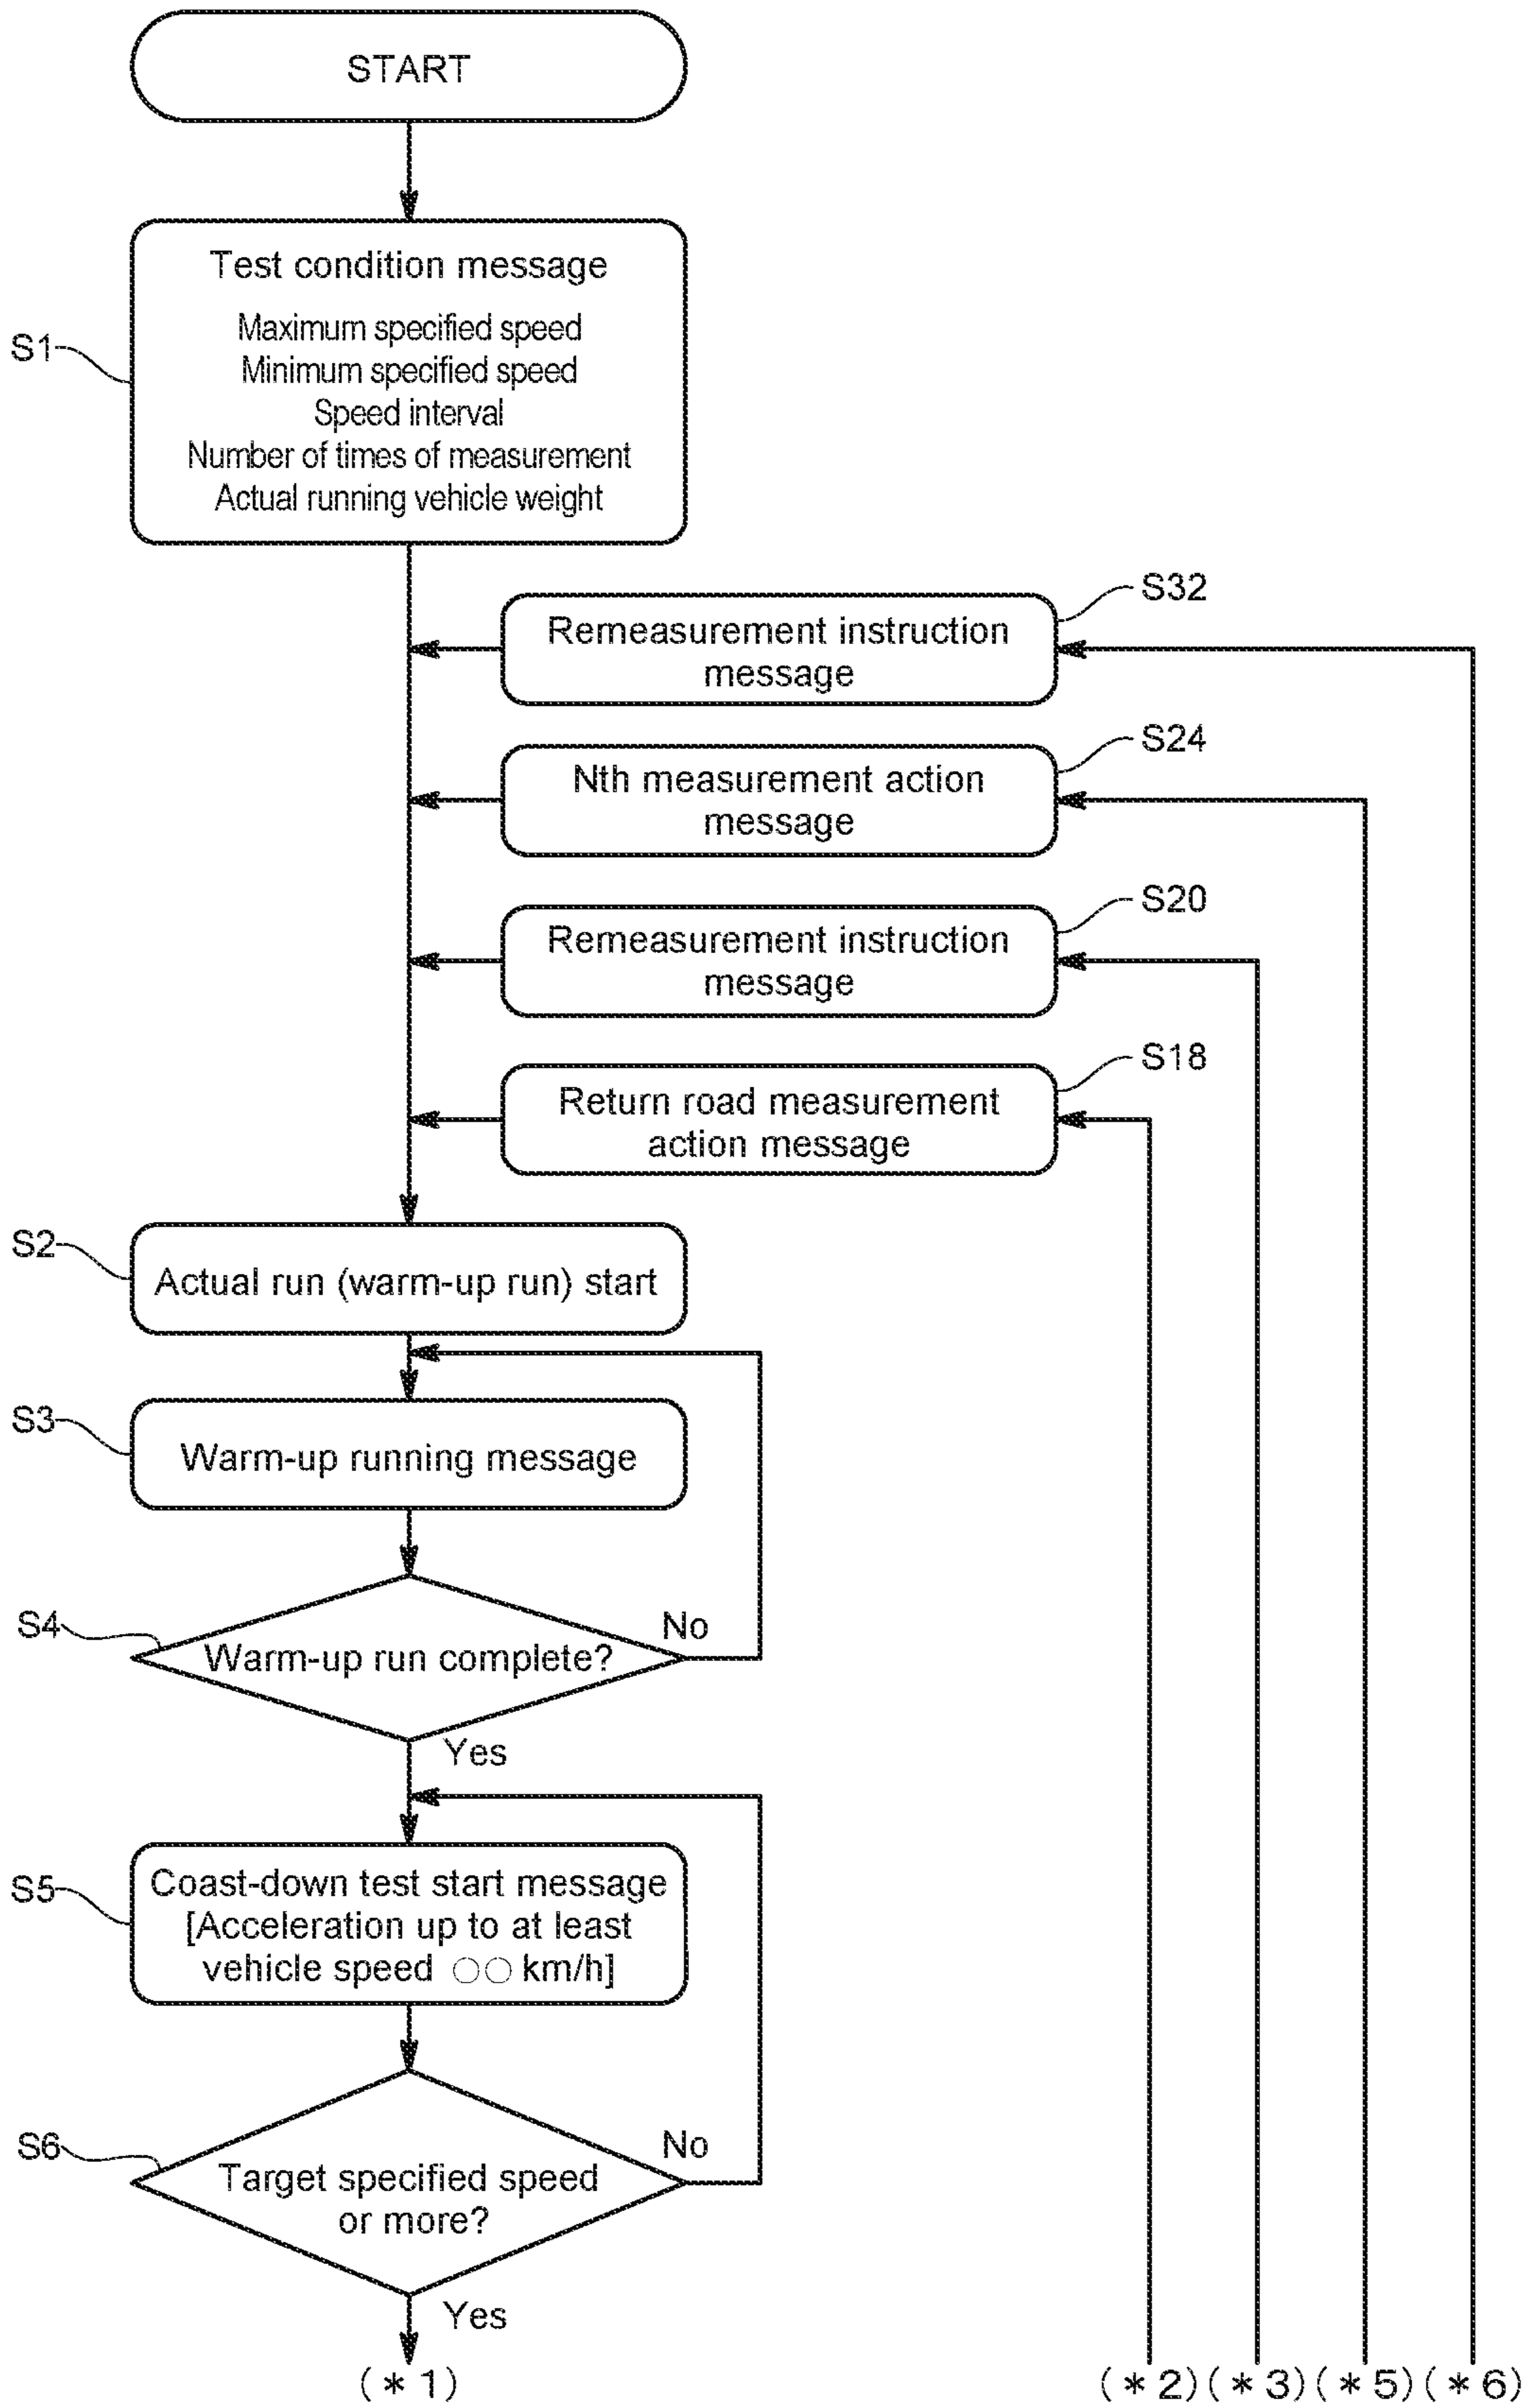 START
Test condition message
Maximum specified speed
Minimum specified speed
Speed interval
Number of times of measurement
Actual running vehicle weight
S1
S32
Remeasurement instruction
message
S24
Nth measurement action
message
S20
Remeasurement instruction
message
S18
Return road measurement
action message
S2
Actual run (warm-up run) start
S3
Warm-up running message
S4
Warm-up run complete?
No
Yes
S5
Coast-down test start message
[Acceleration up to at least
vehicle speed ○○ km/h]
S6
Target specified speed
or more?
No
Yes
(*1)
(*2) (*3) (*5) (*6)